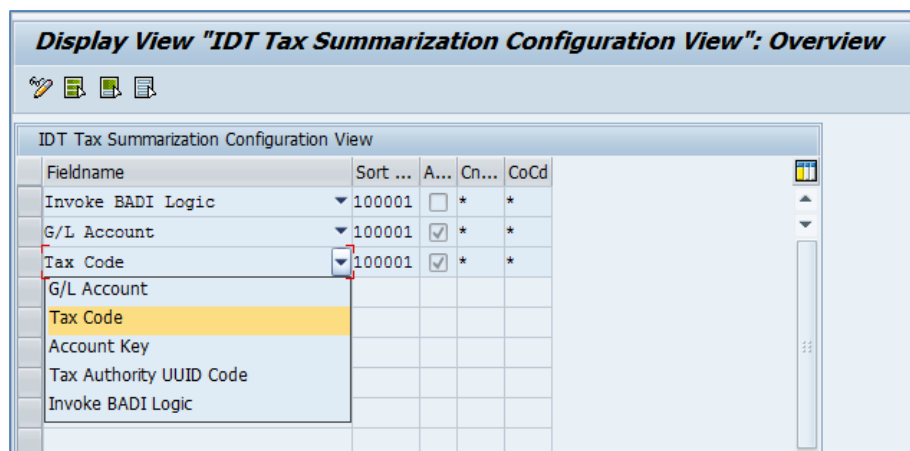 Display View "IDT Tax Summarization Configuration View": Overview
IDT Tax Summarization Configuration View
Fieldname Sort ... A... Cn... CoCd
Invoke BADI Logic 100001 * *
G/L Account 100001 * *
Tax Code 100001 * *
G/L Account
Tax Code
Account Key
Tax Authority UUID Code
Invoke BADI Logic